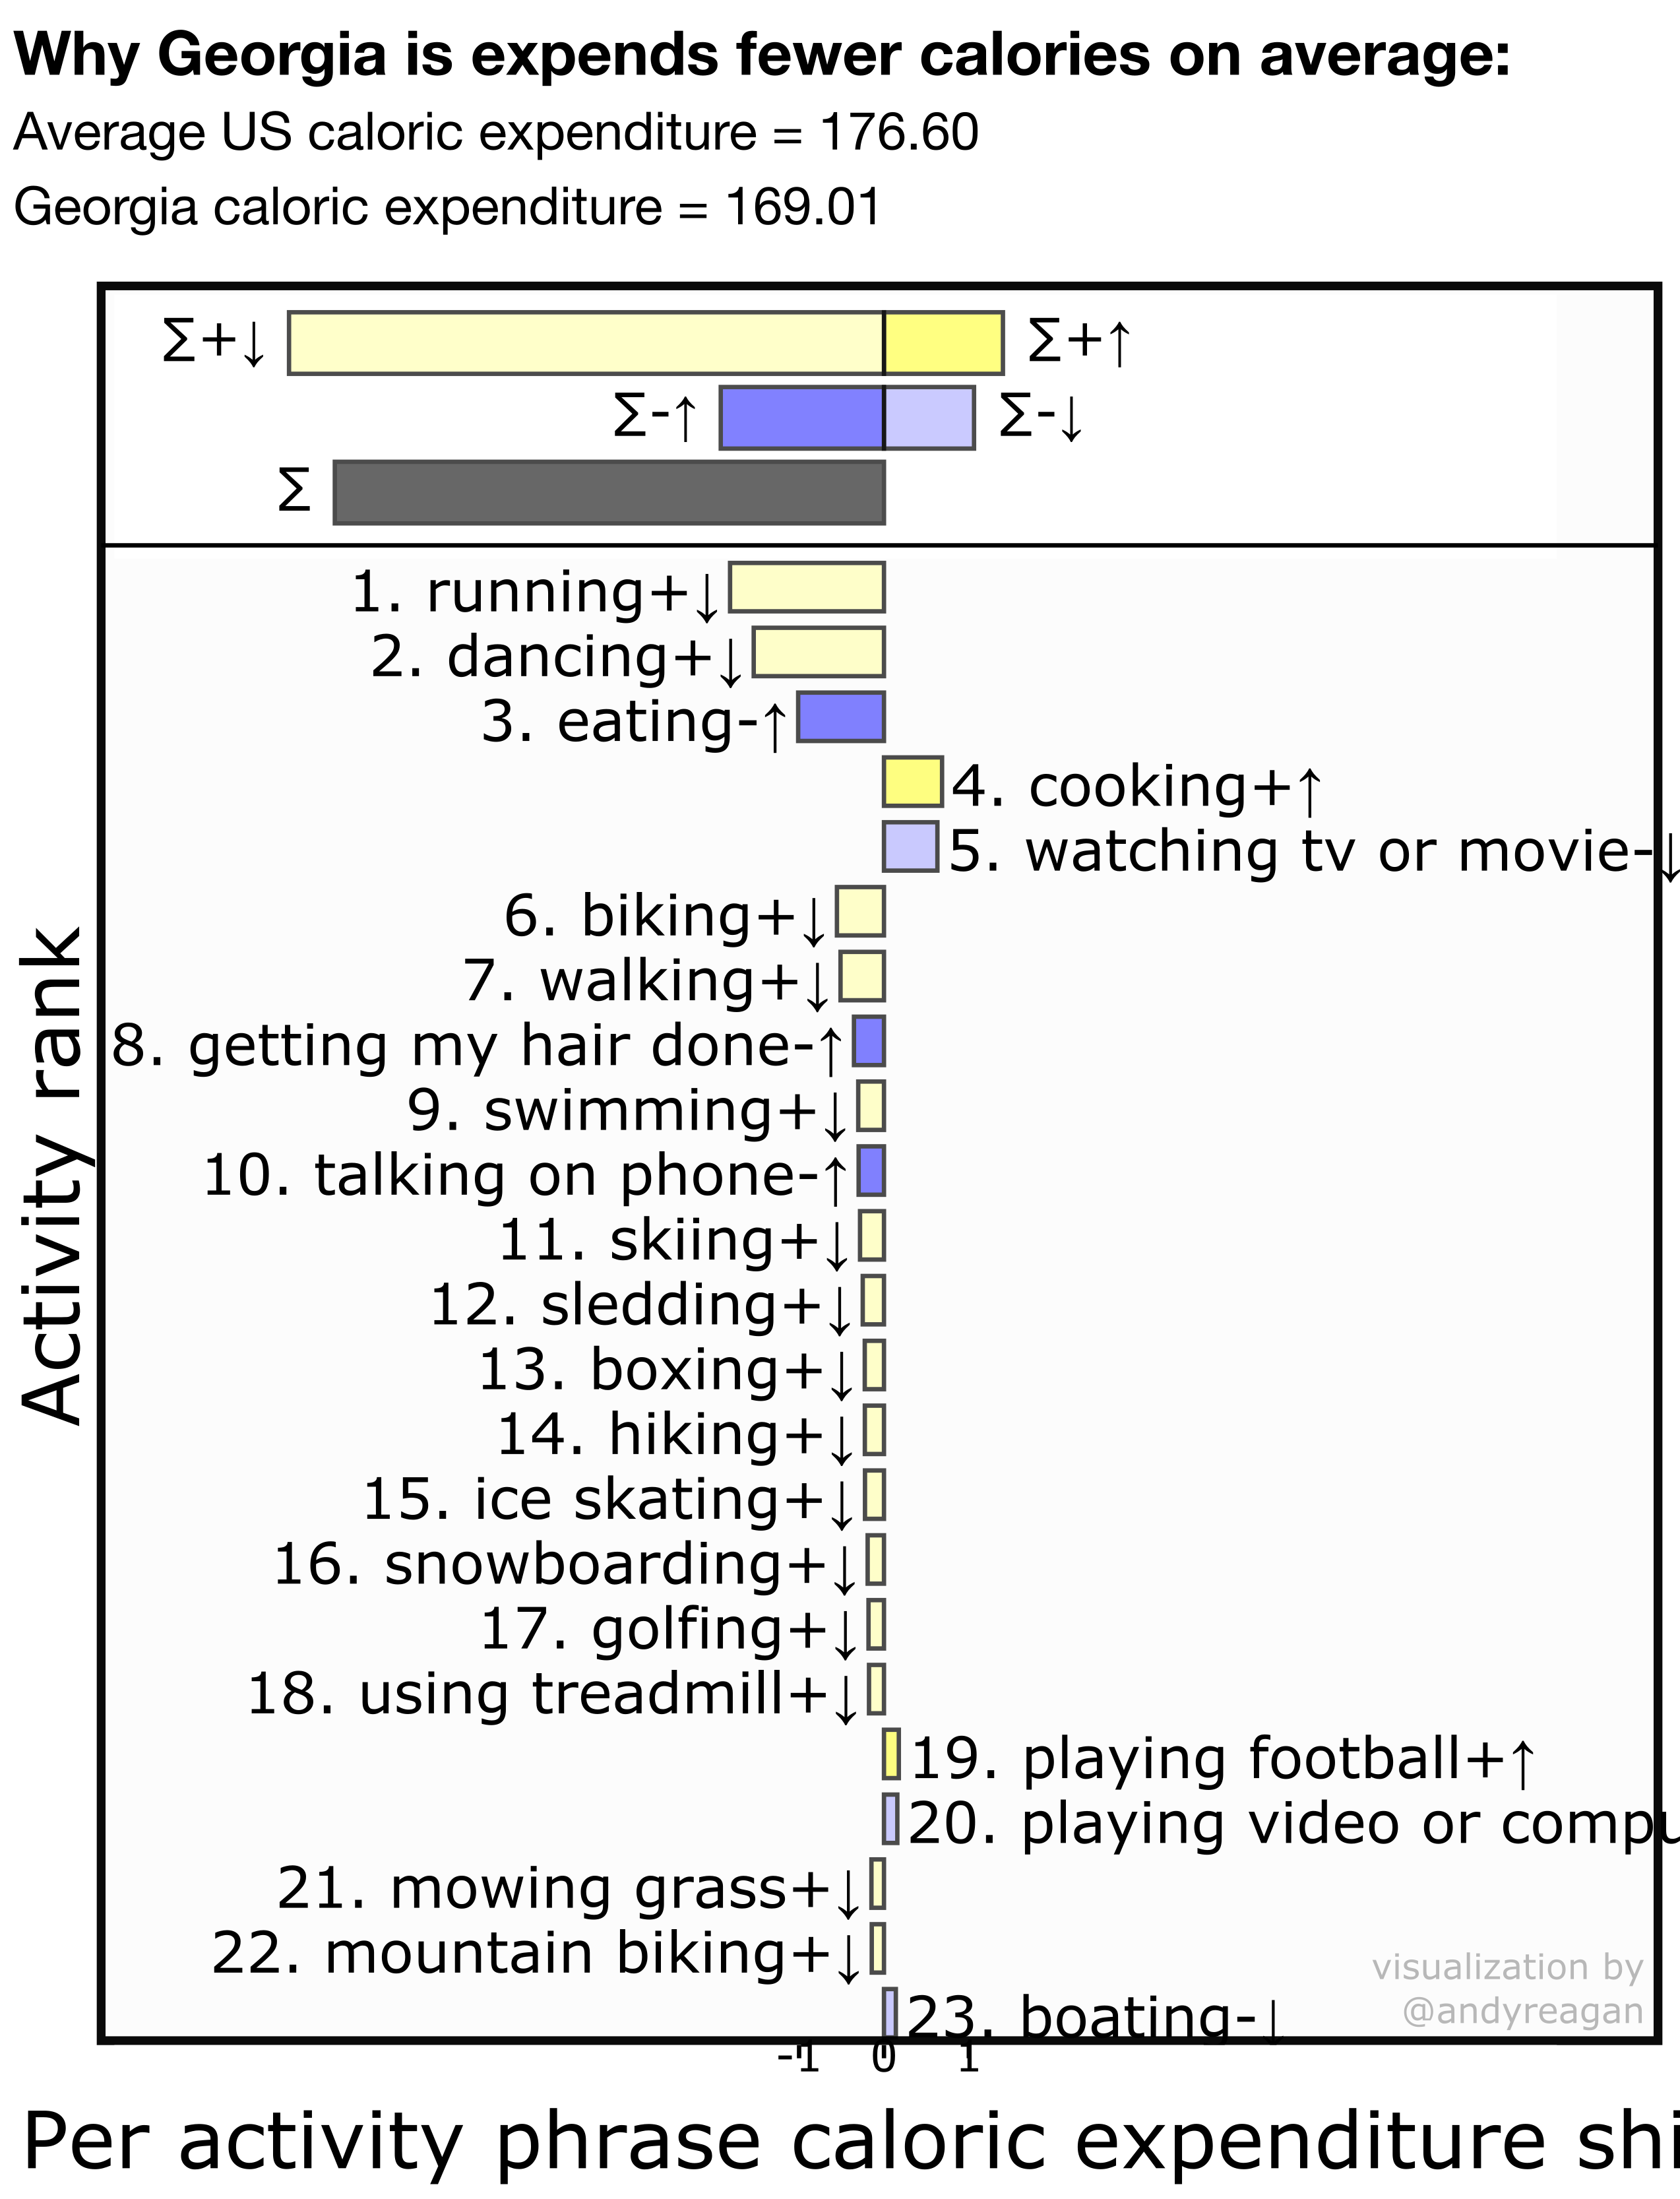 Why Georgia is expends fewer calories on average:
Average US caloric expenditure = 176.60
Georgia caloric expenditure = 169.01
∑+↓ ∑+↑
∑-↑ ∑-↓
∑
Activity rank
1. running+↓
2. dancing+↓
3. eating-↑
4. cooking+↑
5. watching tv or movie-↓
6. biking+↓
7. walking+↓
8. getting my hair done-↑
9. swimming+↓
10. talking on phone-↑
11. skiing+↓
12. sledding+↓
13. boxing+↓
14. hiking+↓
15. ice skating+↓
16. snowboarding+↓
17. golfing+↓
18. using treadmill+↓
19. playing football+↑
20. playing video or compu
21. mowing grass+↓
22. mountain biking+↓
23. boating-↓
visualization by
@andyreagan
-1 0 1
Per activity phrase caloric expenditure shi